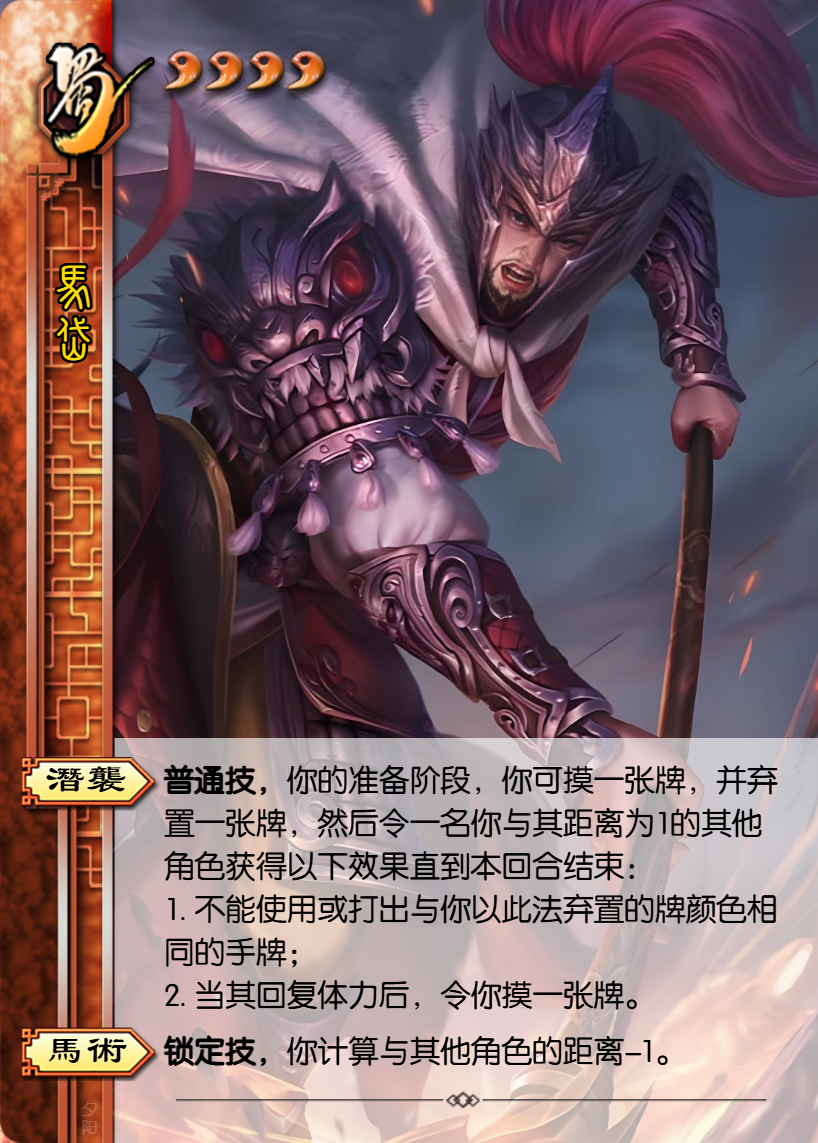 蜀
馬岱
潛襲
普通技，你的准备阶段，你可摸一张牌，并弃
置一张牌，然后令一名你与其距离为1的其他
角色获得以下效果直到本回合结束：
1. 不能使用或打出与你以此法弃置的牌颜色相
同的手牌；
2. 当其回复体力后，令你摸一张牌。
馬術
锁定技，你计算与其他角色的距离-1。
夕阳